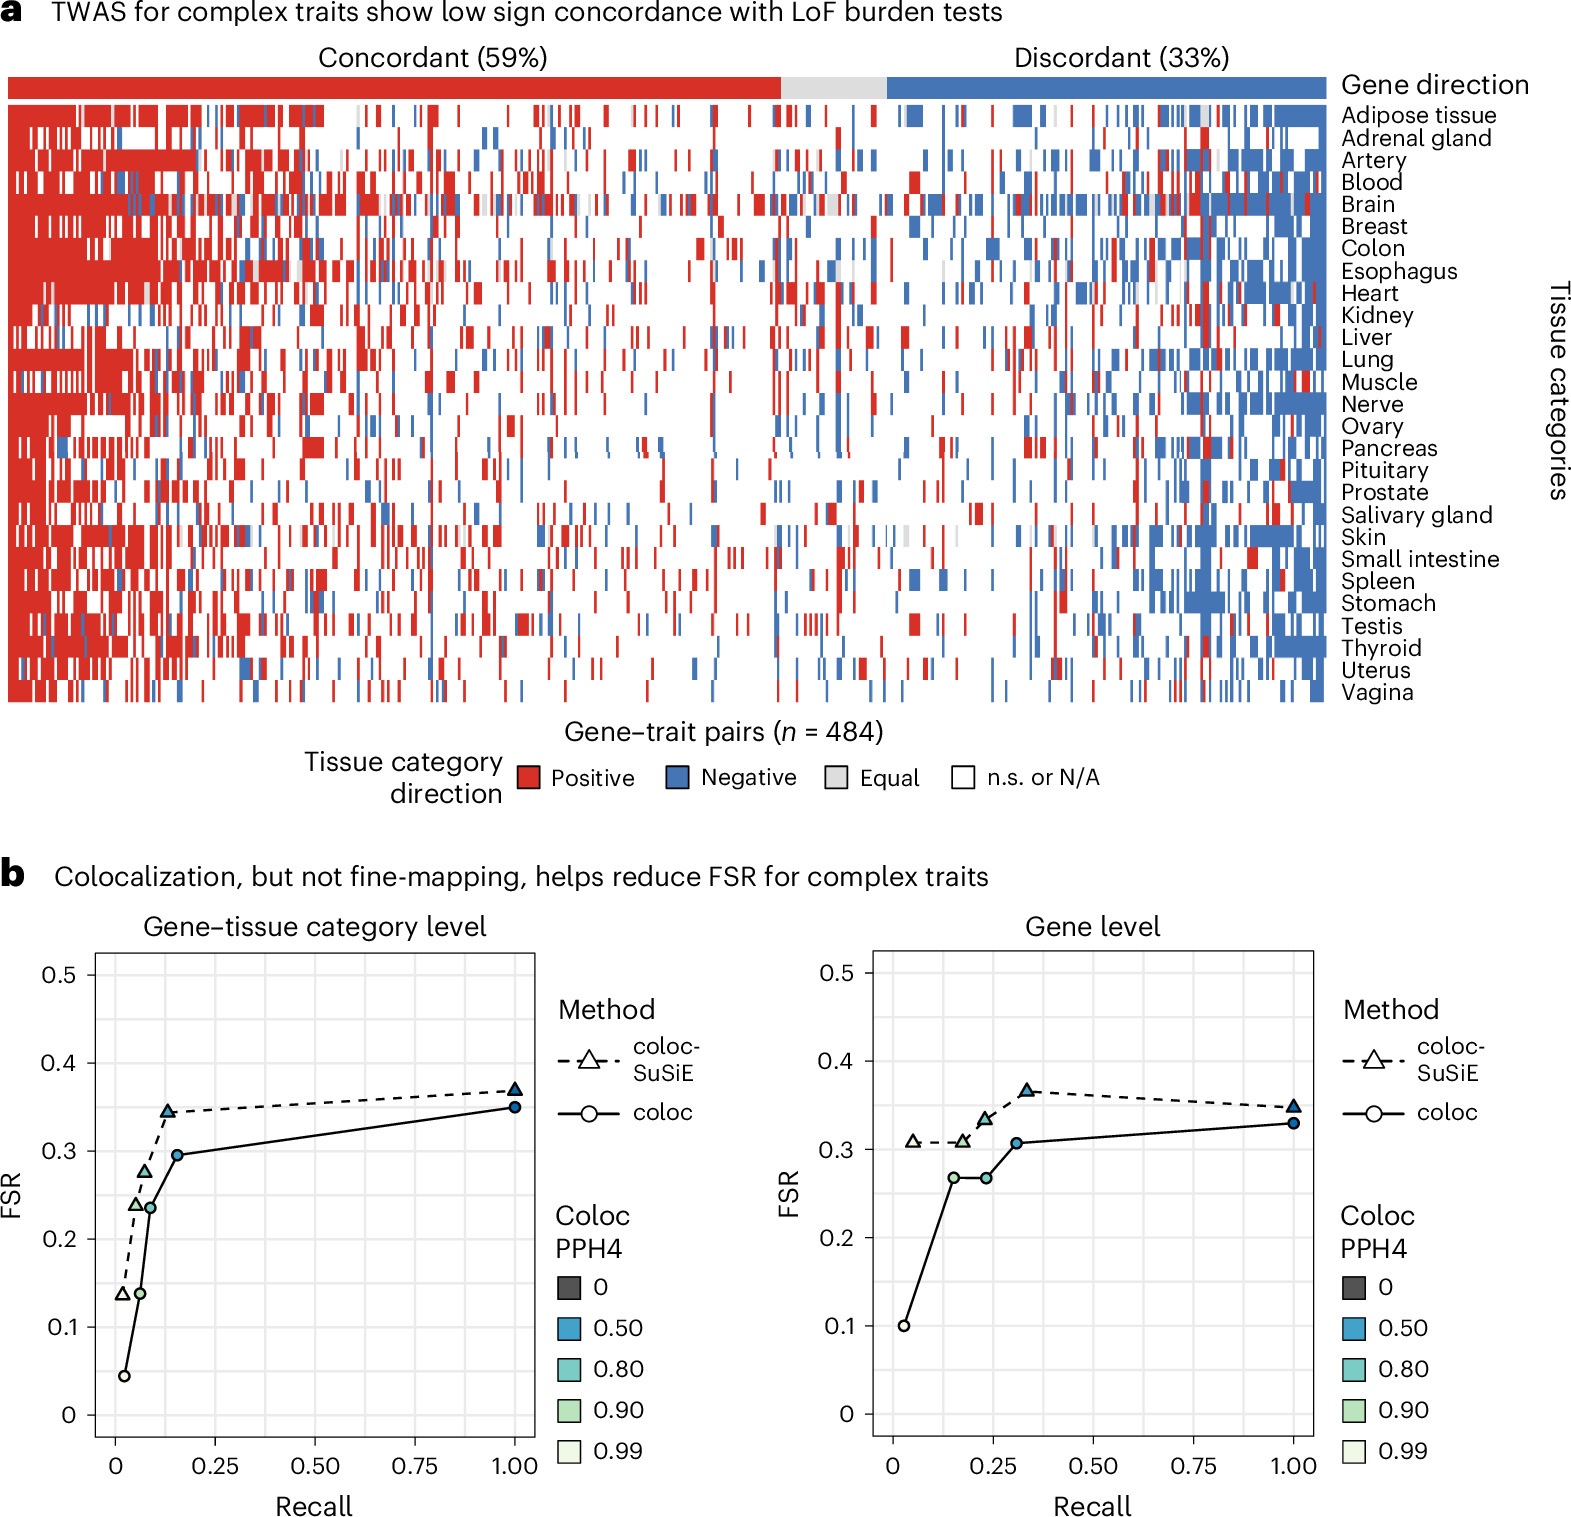 a TWAS for complex traits show low sign concordance with LoF burden tests
Concordant (59%)
Discordant (33%)
Gene direction
Adipose tissue
Adrenal gland
Artery
Blood
Brain
Breast
Colon
Esophagus
Heart
Kidney
Liver
Lung
Muscle
Nerve
Ovary
Pancreas
Pituitary
Prostate
Salivary gland
Skin
Small intestine
Spleen
Stomach
Testis
Thyroid
Uterus
Vagina
Tissue categories
Gene–trait pairs (n = 484)
Tissue category
direction
Positive
Negative
Equal
n.s. or N/A
b Colocalization, but not fine-mapping, helps reduce FSR for complex traits
Gene–tissue category level
0.5
0.4
0.3
0.2
0.1
0
FSR
0 0.25 0.50 0.75 1.00
Recall
Method
coloc-
SuSiE
coloc
Coloc
PPH4
0
0.50
0.80
0.90
0.99
Gene level
0.5
0.4
0.3
0.2
0.1
0
FSR
0 0.25 0.50 0.75 1.00
Recall
Method
coloc-
SuSiE
coloc
Coloc
PPH4
0
0.50
0.80
0.90
0.99